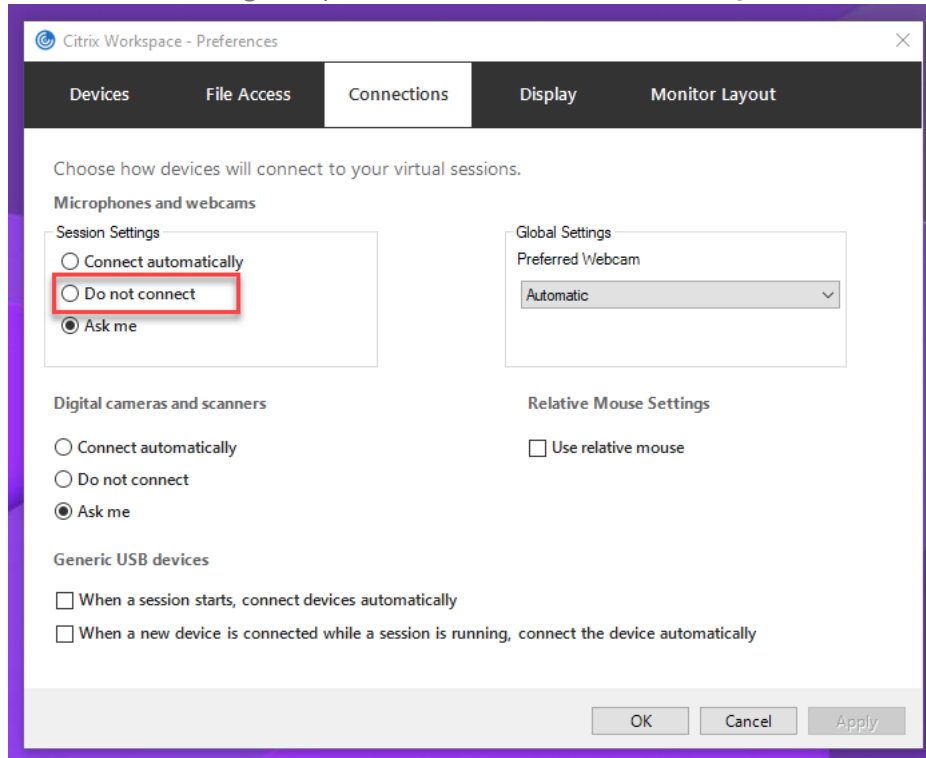 Citrix Workspace - Preferences
Devices File Access Connections Display Monitor Layout
Choose how devices will connect to your virtual sessions.
Microphones and webcams
Session Settings
Connect automatically
Do not connect
Ask me
Global Settings
Preferred Webcam
Automatic
Digital cameras and scanners
Connect automatically
Do not connect
Ask me
Relative Mouse Settings
Use relative mouse
Generic USB devices
When a session starts, connect devices automatically
When a new device is connected while a session is running, connect the device automatically
OK Cancel Apply